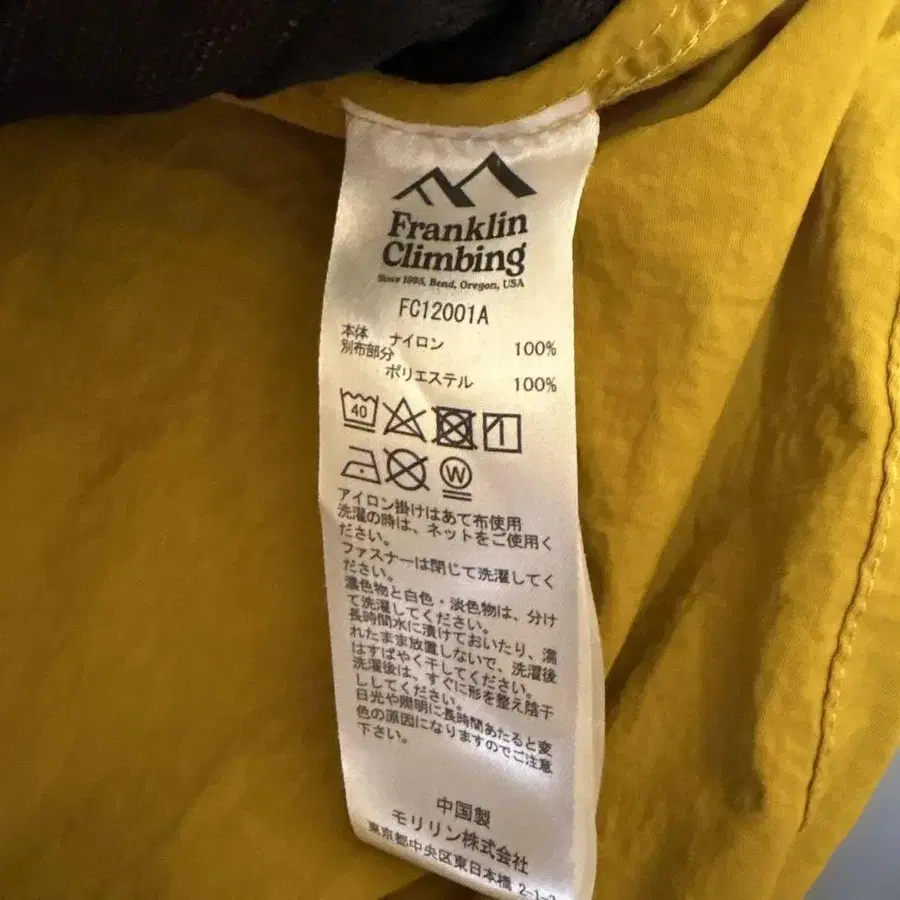 Franklin
Climbing
Since 1995, Bend, Oregon, USA
FC12001A
本体 ナイロン 100%
別布部分
ポリエステル 100%
40
W
アイロン掛けはあて布使用
洗濯の時は、ネットをご使用く
ださい。
ファスナーは閉じて洗濯してく
ださい。
濃色物と白色・淡色物は、分け
て洗濯してください。
長時間水に漬けておいたり、濡
れたまま放置しないで、洗濯後
はすばやく干してください。
洗濯後は、すぐに形を整え陰干
ししてください。
日光や照明に長時間あたると変
色の原因になりますのでご注意
下さい。
中国製
モリリン株式会社
東京都中央区東日本橋 2-1-